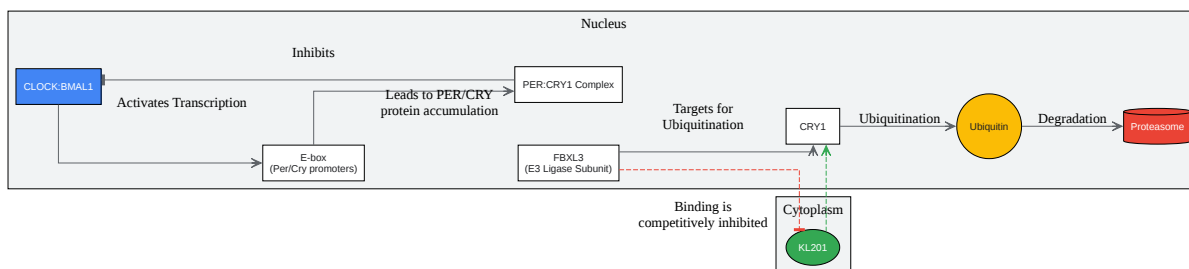 Nucleus
Inhibits
CLOCK:BMAL1
PER:CRY1 Complex
Activates Transcription
Leads to PER/CRY
protein accumulation
Targets for
Ubiquitination
CRY1
Ubiquitination
Ubiquitin
Degradation
Proteasome
E-box
(Per/Cry promoters)
FBXL3
(E3 Ligase Subunit)
Binding is
competitively inhibited
Cytoplasm
KL201